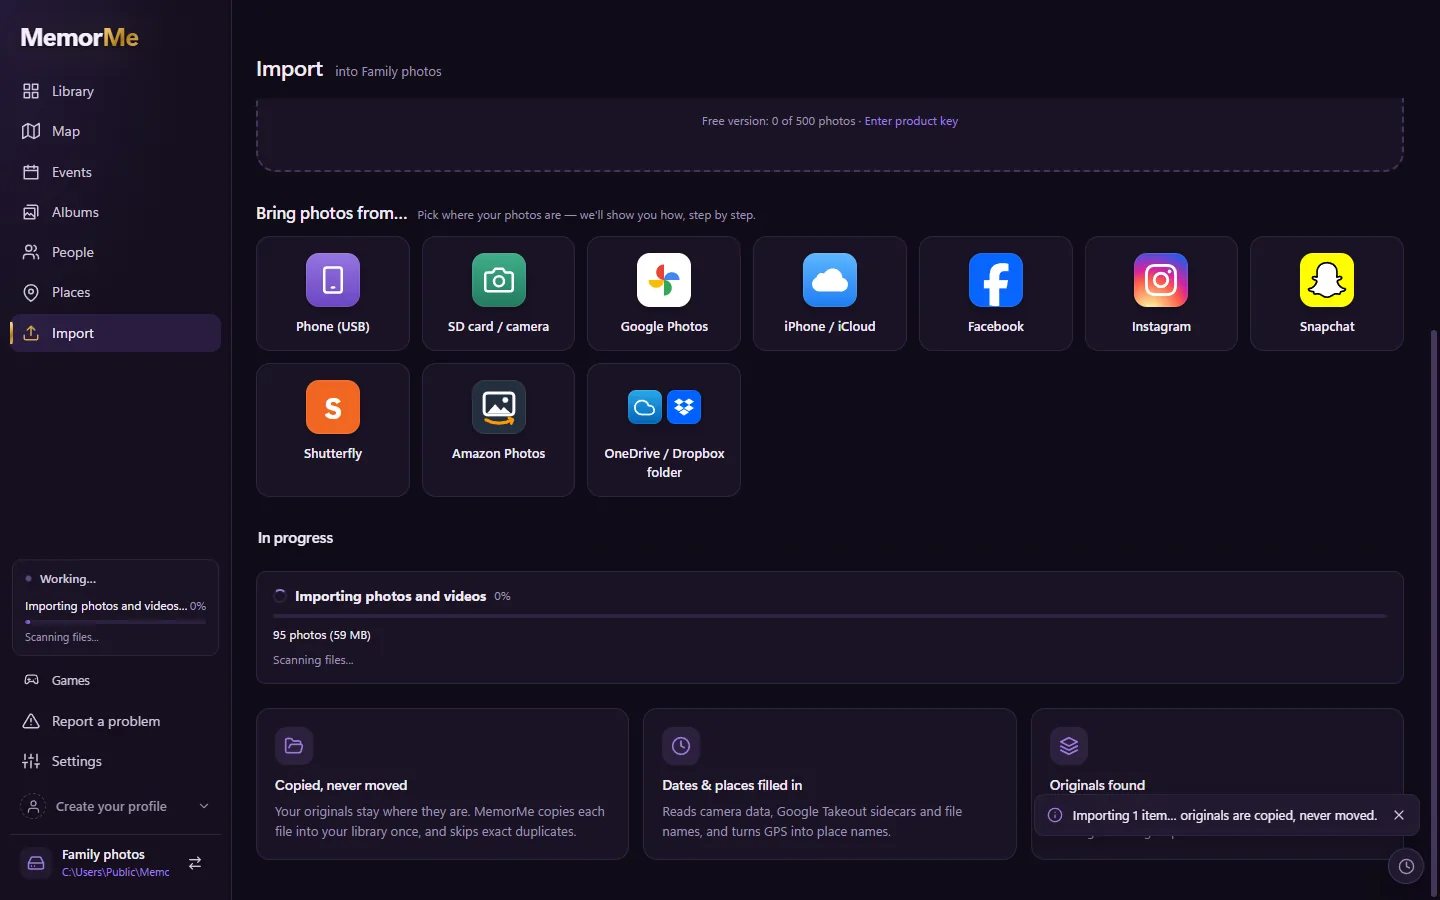 MemorMe
Library
Map
Events
Albums
People
Places
Import
Working...
Importing photos and videos... 0%
Scanning files...
Games
Report a problem
Settings
Create your profile
Family photos
C:\Users\Public\Memc
Import into Family photos
Free version: 0 of 500 photos · Enter product key
Bring photos from... Pick where your photos are — we'll show you how, step by step.
Phone (USB)
SD card / camera
Google Photos
iPhone / iCloud
Facebook
Instagram
Snapchat
S
Shutterfly
Amazon Photos
OneDrive / Dropbox
folder
In progress
Importing photos and videos 0%
95 photos (59 MB)
Scanning files...
Copied, never moved
Your originals stay where they are. MemorMe copies each
file into your library once, and skips exact duplicates.
Dates & places filled in
Reads camera data, Google Takeout sidecars and file
names, and turns GPS into place names.
Originals found
Importing 1 item... originals are copied, never moved.